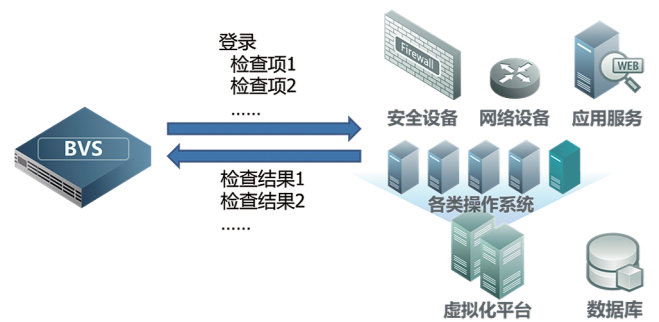 登录
检查项1
检查项2
......
BVS
检查结果1
检查结果2
......
Firewall
WEB
安全设备
网络设备
应用服务
各类操作系统
虚拟化平台
数据库